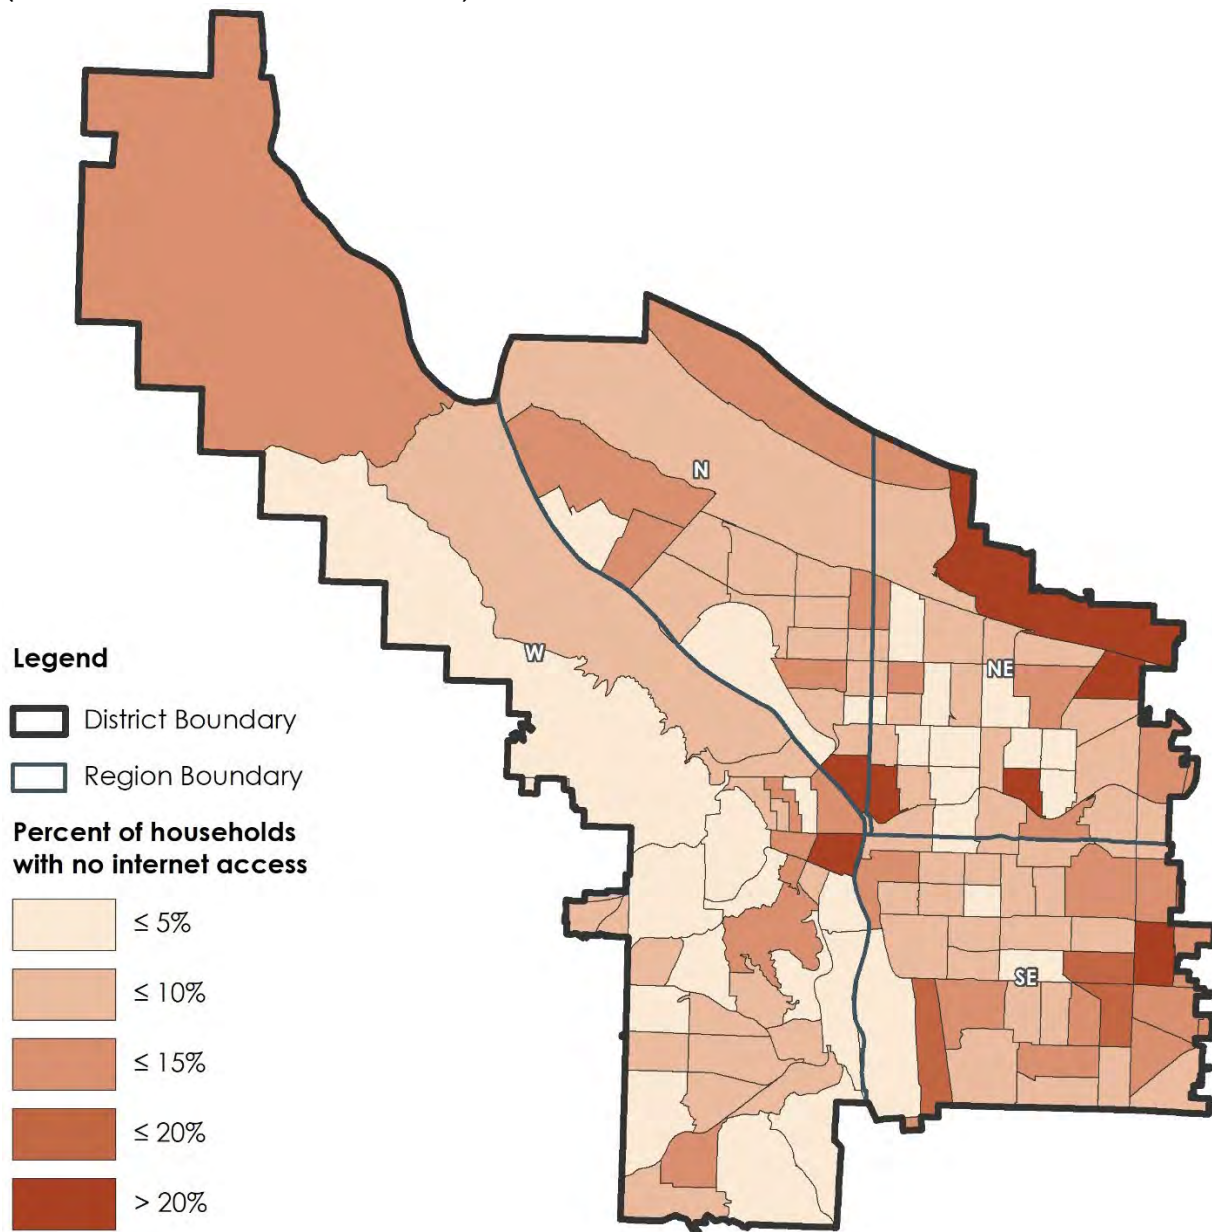 N
W
NE
SE
Legend
District Boundary
Region Boundary
Percent of households
with no internet access
≤ 5%
≤ 10%
≤ 15%
≤ 20%
> 20%